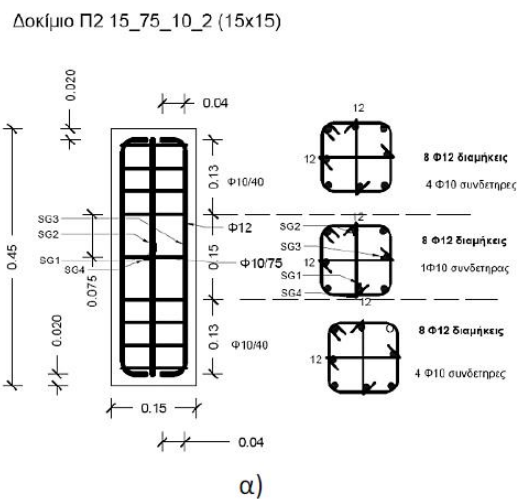 Δοκίμιο Π2 15_75_10_2 (15x15)
0.020
0.04
12
0.13
Φ10/40
12
8 Φ12 διαμήκεις
4 Φ10 συνδετηρες
SG3
SG2
Φ12
SG1
SG4
0.45
0.075
0.15
Φ10/75
12
SG2
SG3
12
SG1
SG4
12
8 Φ12 διαμήκεις
1Φ10 συνδετηρας
0.020
0.13
Φ10/40
12
8 Φ12 διαμήκεις
4 Φ10 συνδετηρες
0.15
0.04
α)